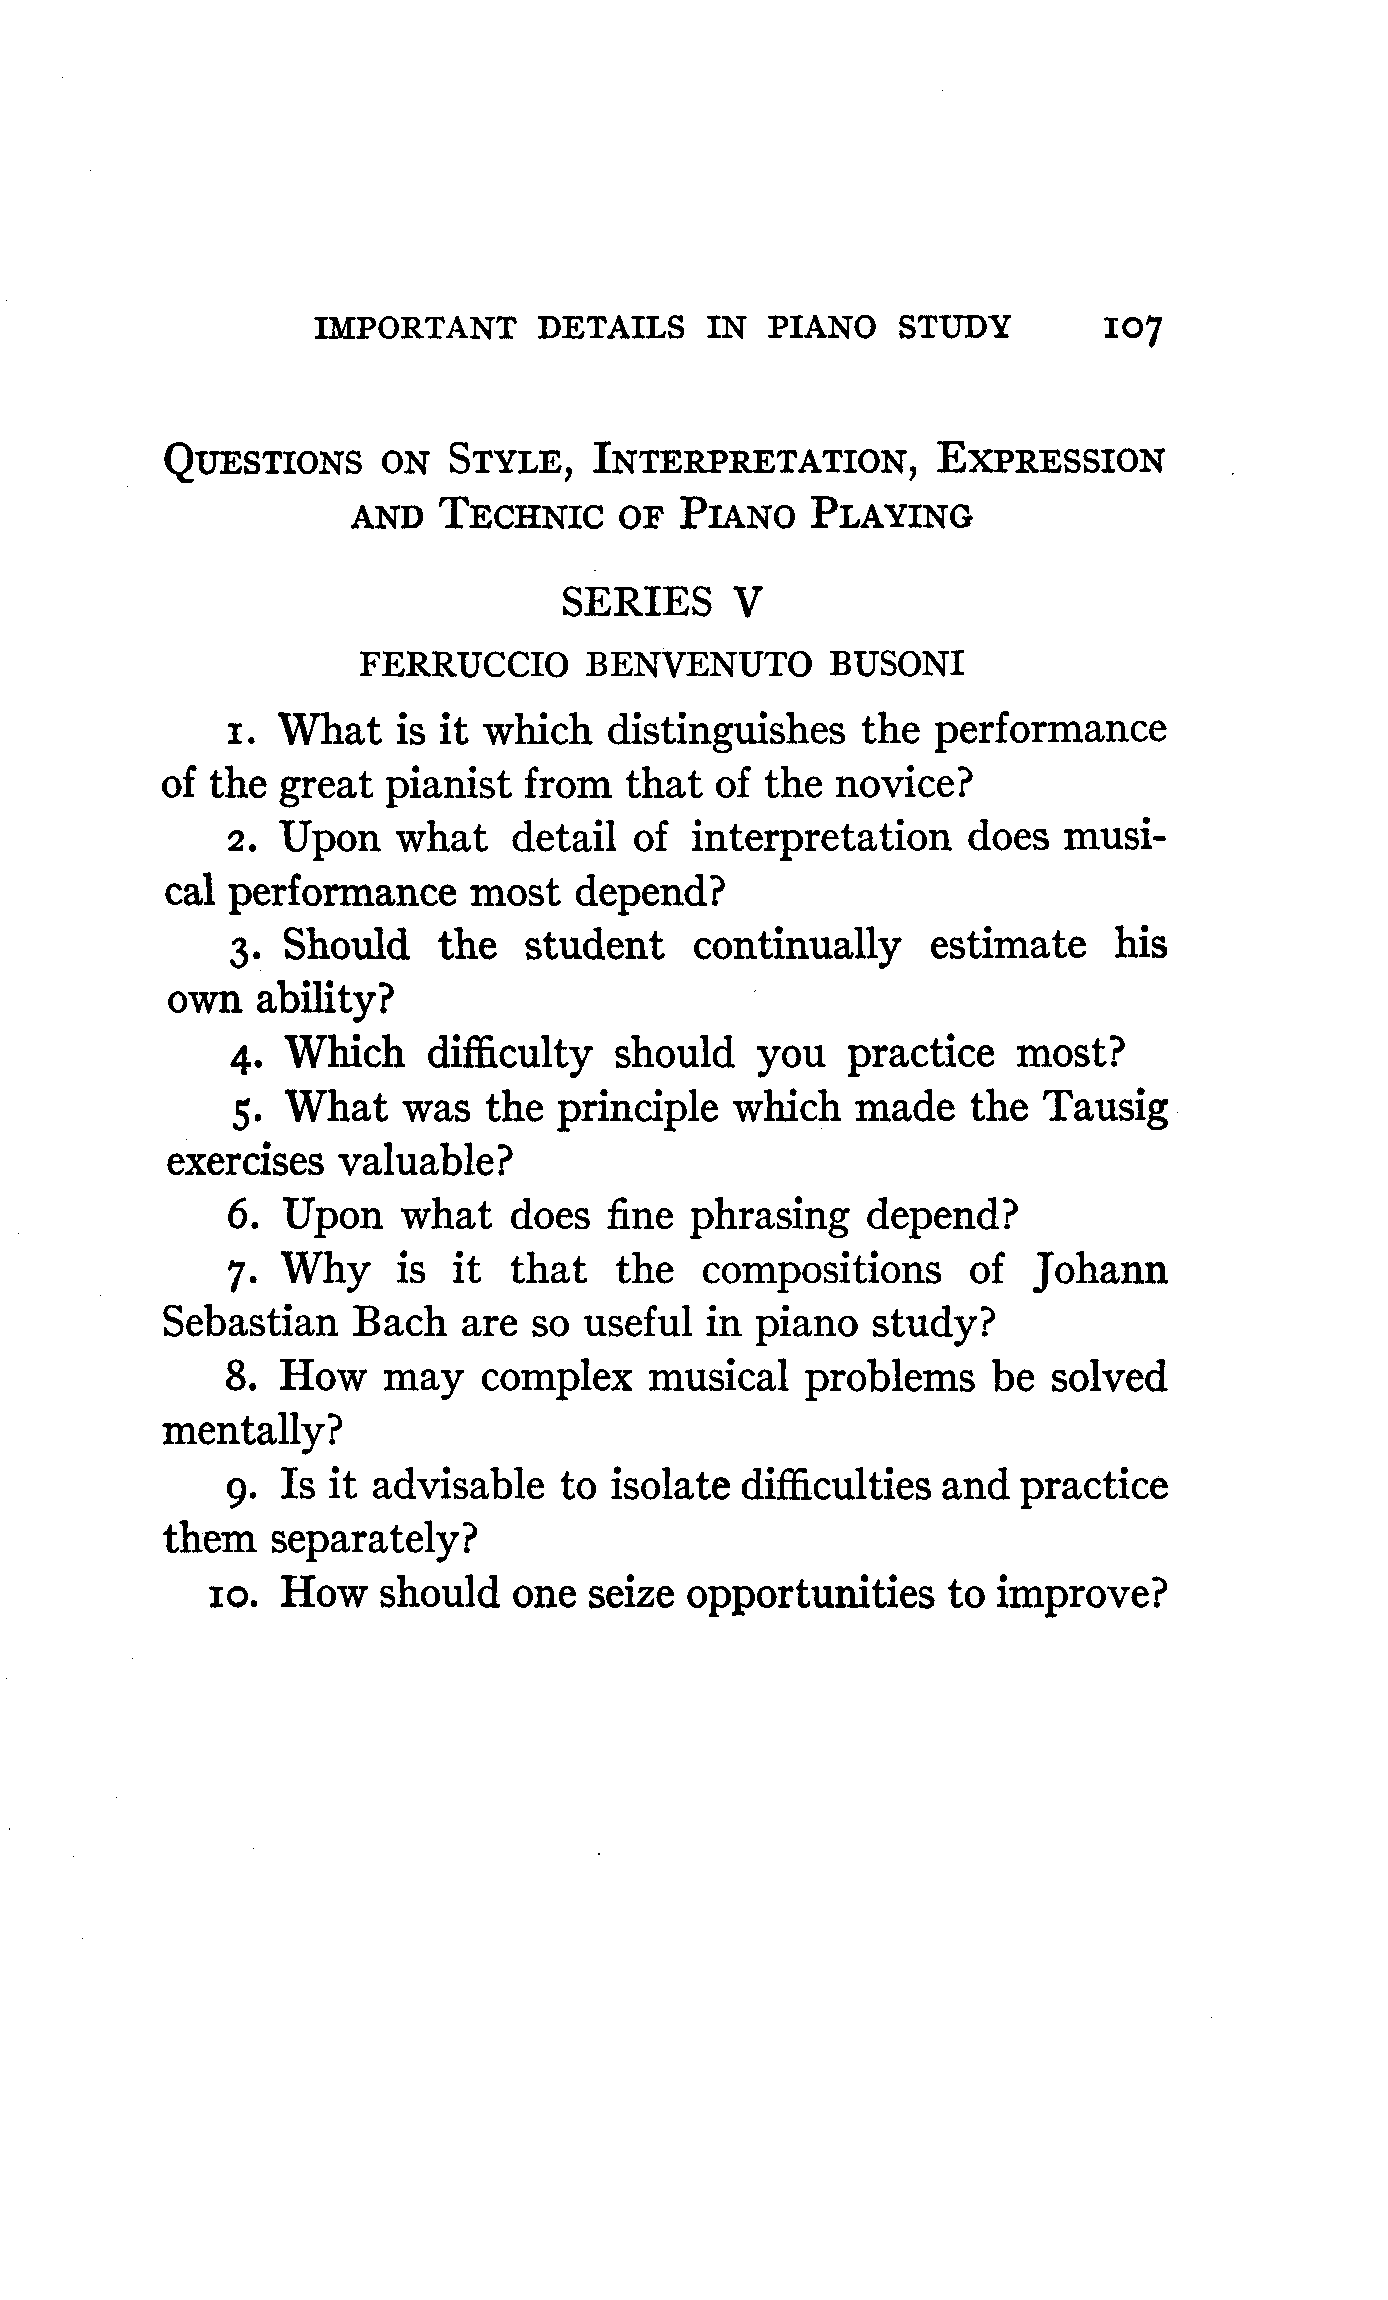 IMPORTANT DETAILS IN PIANO STUDY 107
QUESTIONS ON STYLE, INTERPRETATION, EXPRESSION
AND TECHNIC OF PIANO PLAYING
SERIES V
FERRUCCIO BENVENUTO BUSONI
1. What is it which distinguishes the performance
of the great pianist from that of the novice?
2. Upon what detail of interpretation does musi-
cal performance most depend?
3. Should the student continually estimate his
own ability?
4. Which difficulty should you practice most?
5. What was the principle which made the Tausig
exercises valuable?
6. Upon what does fine phrasing depend?
7. Why is it that the compositions of Johann
Sebastian Bach are so useful in piano study?
8. How may complex musical problems be solved
mentally?
9. Is it advisable to isolate difficulties and practice
them separately?
10. How should one seize opportunities to improve?